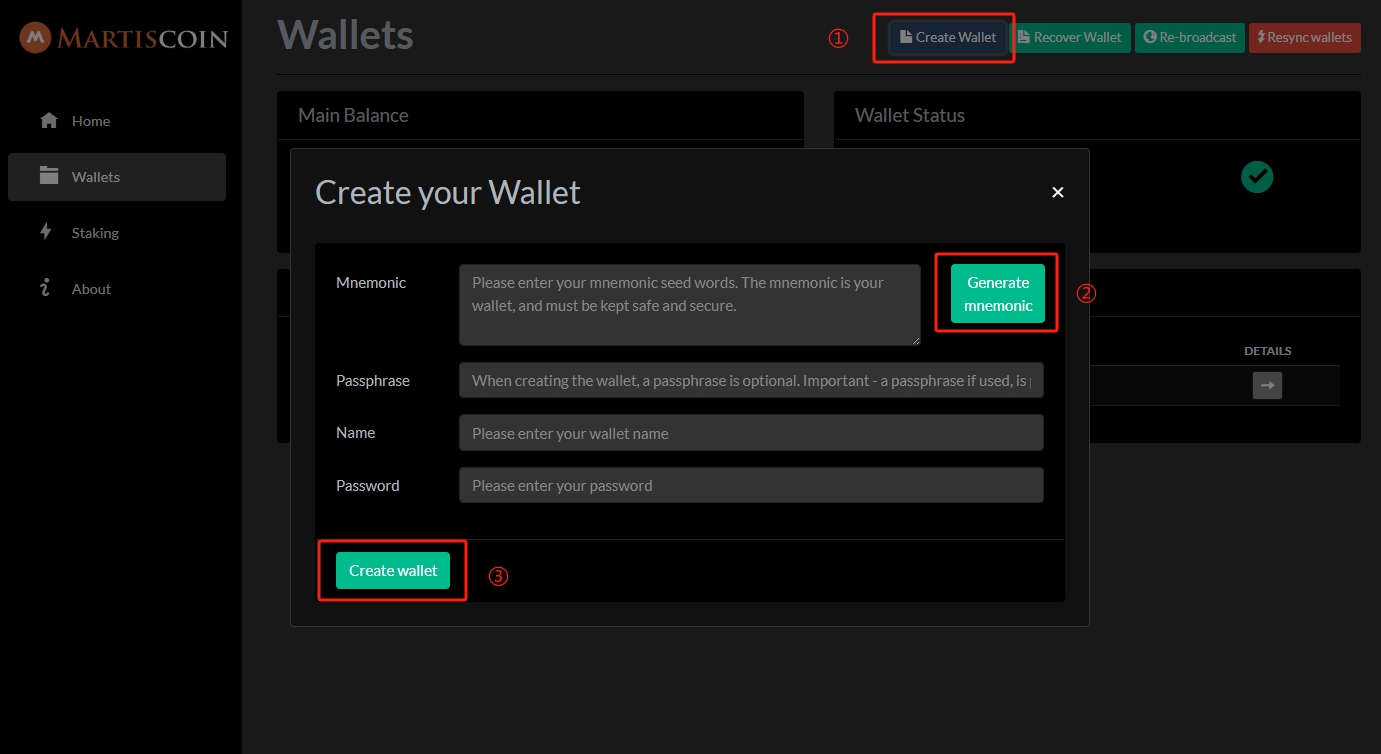 MARTISCOIN
Home
Wallets
Staking
About
Wallets
① Create Wallet Recover Wallet Re-broadcast Resync wallets
Main Balance
Wallet Status
Create your Wallet ×
Mnemonic
Please enter your mnemonic seed words. The mnemonic is your
wallet, and must be kept safe and secure.
Generate
mnemonic
②
Passphrase
When creating the wallet, a passphrase is optional. Important - a passphrase if used, is
Name
Please enter your wallet name
Password
Please enter your password
Create wallet
③
DETAILS